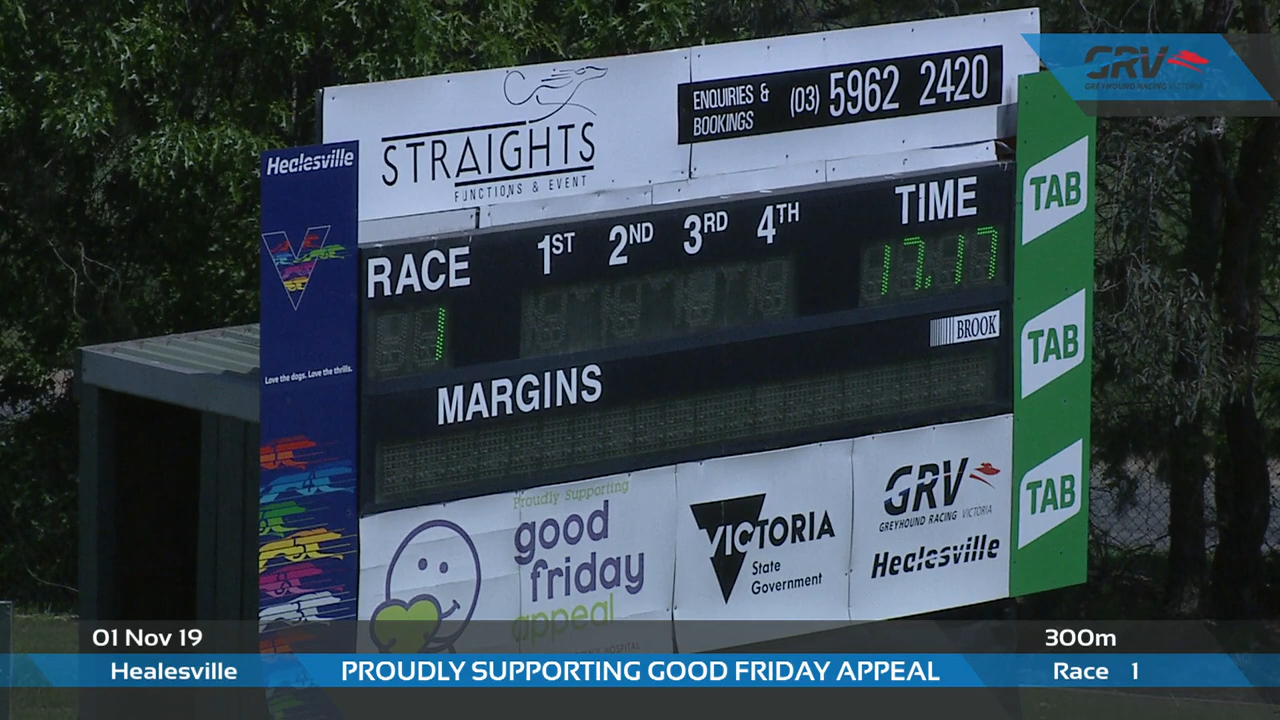 GRV
GREYHOUND RACING VICTORIA
STRAIGHTS
FUNCTIONS & EVENT
ENQUIRIES &
BOOKINGS
(03) 5962 2420
Healesville
V
Love the dogs. Love the thrills.
RACE 1ST 2ND 3RD 4TH TIME
1 17.17
BROOK
MARGINS
TAB
TAB
TAB
Proudly Supporting
good
friday
appeal
VICTORIA
State
Government
GRV
GREYHOUND RACING VICTORIA
Healesville
01 Nov 19
300m
Healesville
PROUDLY SUPPORTING GOOD FRIDAY APPEAL
Race 1